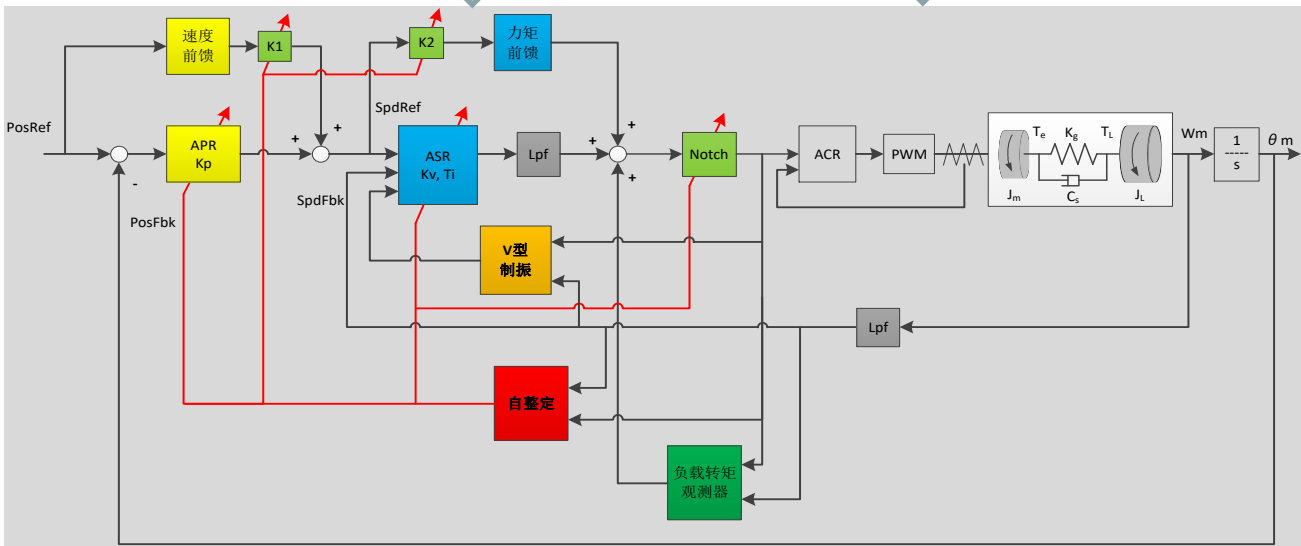 速度
前馈
K1
K2
力矩
前馈
PosRef
SpdRef
+
+
+
+
+
-
APR
Kp
ASR
Kv, Ti
Lpf
Notch
ACR
PWM
Te
Kg
TL
Jm
Cs
JL
Wm
1
-----
s
θ m
PosFbk
SpdFbk
V型
制振
Lpf
自整定
负载转矩
观测器